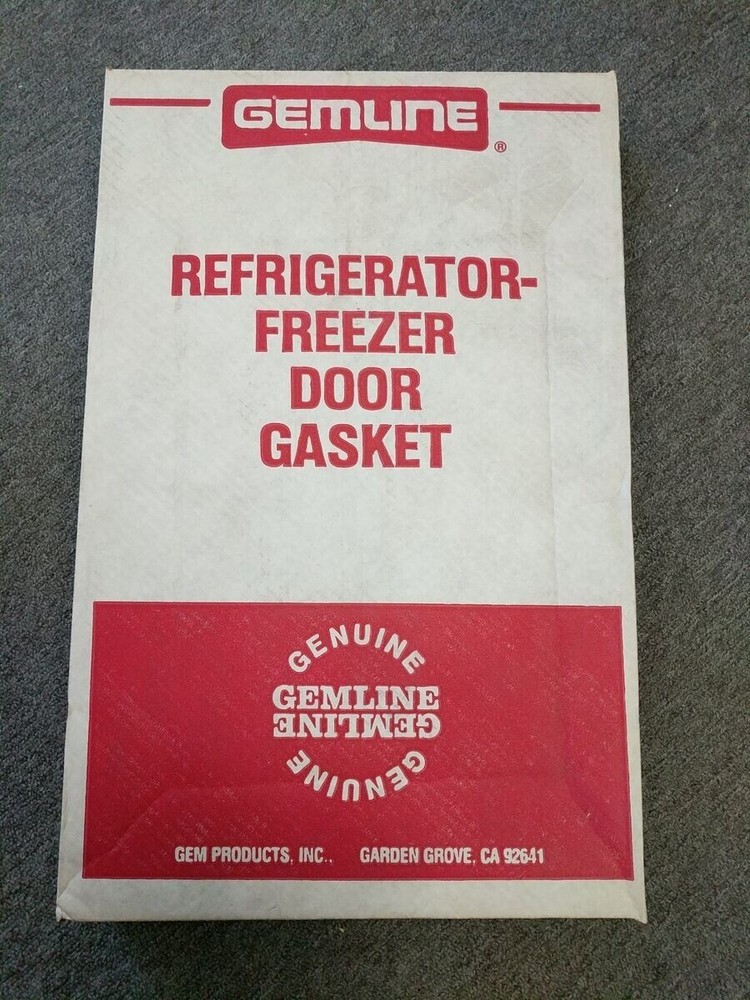 GEMLINE
®
REFRIGERATOR-
FREEZER
DOOR
GASKET
GENUINE
GEMLINE
GEMLINE
GENUINE
GEM PRODUCTS, INC.. GARDEN GROVE, CA 92641